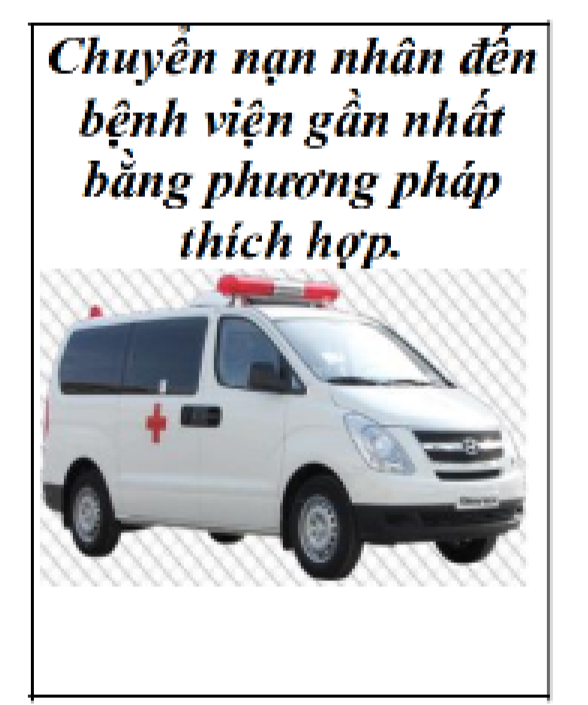 Chuyển nạn nhân đến
bệnh viện gần nhất
bằng phương pháp
thích hợp.